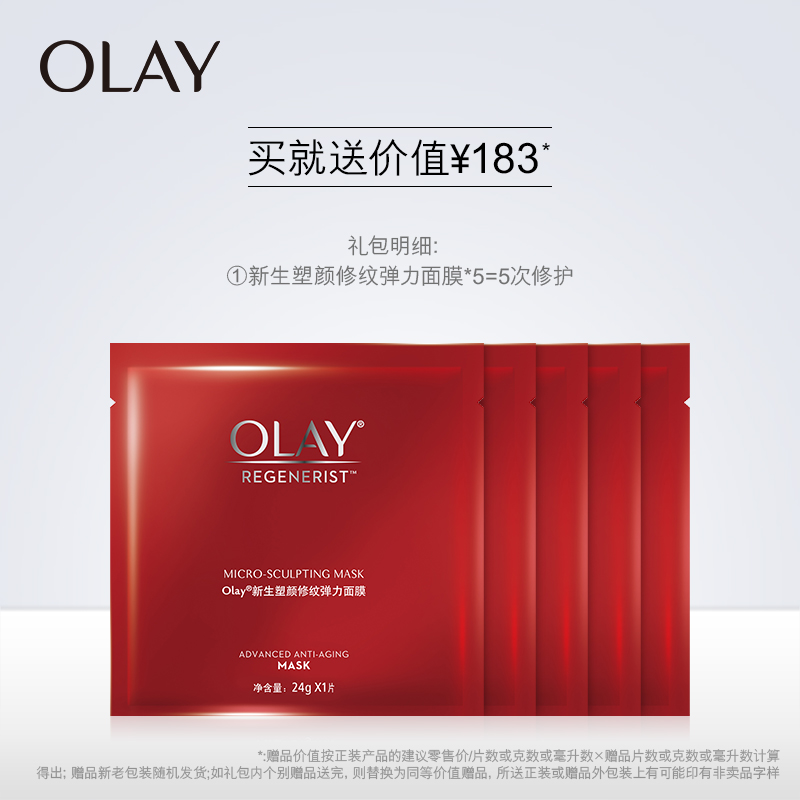 OLAY
买就送价值¥183*
礼包明细:
①新生塑颜修纹弹力面膜*5=5次修护
OLAY®
REGENERIST™
MICRO-SCULPTING MASK
Olay®新生塑颜修纹弹力面膜
ADVANCED ANTI-AGING
MASK
净含量：24g X1片
*:赠品价值按正装产品的建议零售价/片数或克数或毫升数×赠品片数或克数或毫升数计算
得出; 赠品新老包装随机发货;如礼包内个别赠品送完, 则替换为同等价值赠品, 所送正装或赠品外包装上有可能印有非卖品字样